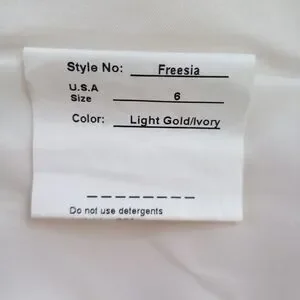 Style No: Freesia
U.S.A
Size 6
Color: Light Gold/Ivory
Do not use detergents